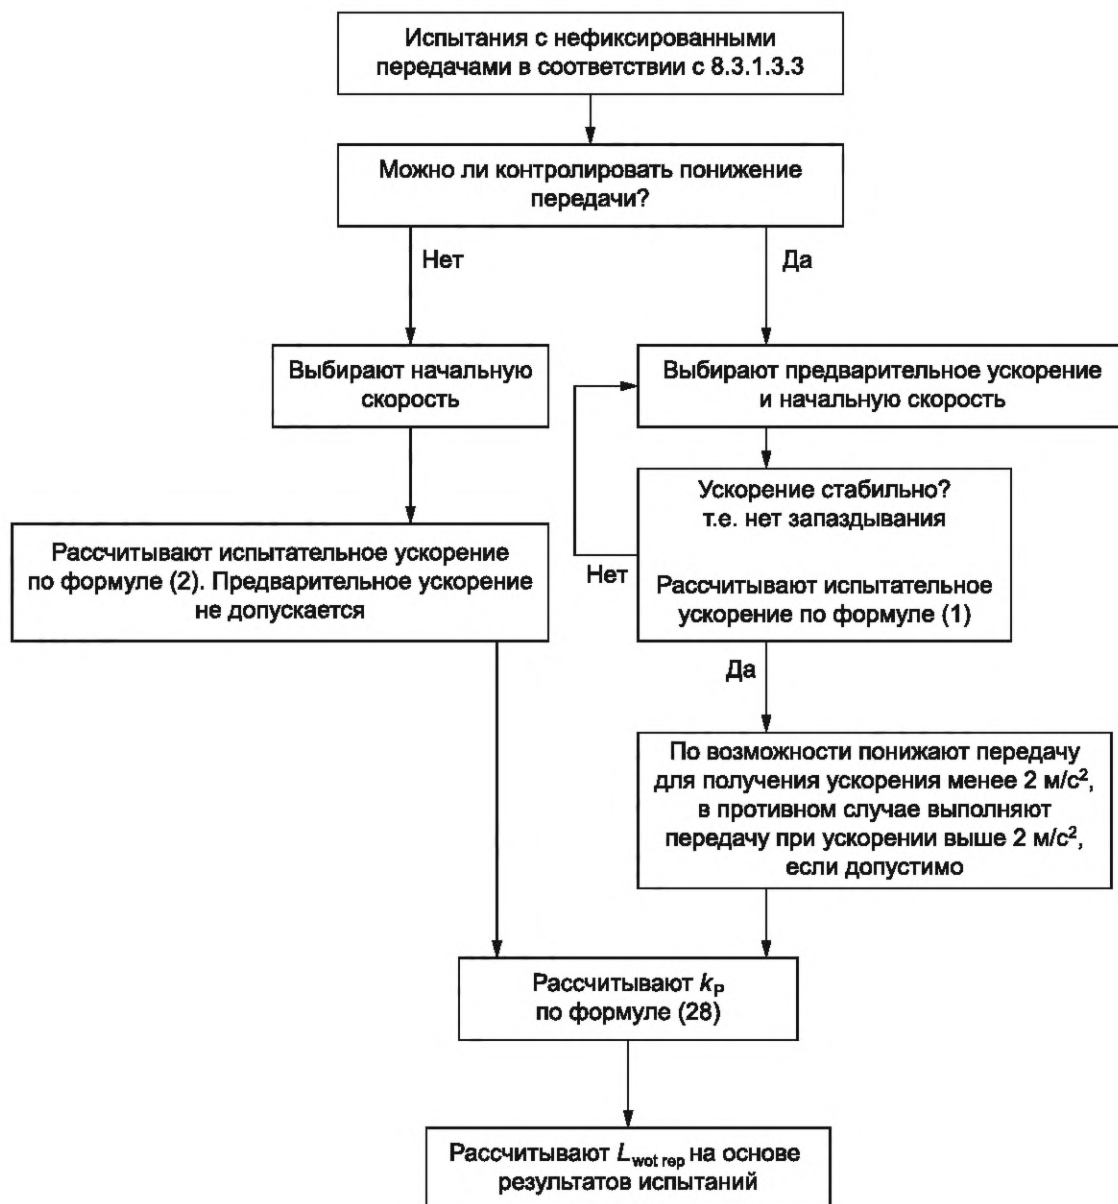 Испытания с нефиксированными
передачами в соответствии с 8.3.1.3.3
Можно ли контролировать понижение
передачи?
Нет
Да
Выбирают начальную
скорость
Выбирают предварительное ускорение
и начальную скорость
Рассчитывают испытательное ускорение
по формуле (2). Предварительное ускорение
не допускается
Ускорение стабильно?
т.е. нет запаздывания
Нет
Рассчитывают испытательное
ускорение по формуле (1)
Да
По возможности понижают передачу
для получения ускорения менее 2 м/с²,
в противном случае выполняют
передачу при ускорении выше 2 м/с²,
если допустимо
Рассчитывают kP
по формуле (28)
Рассчитывают Lwot rep на основе
результатов испытаний